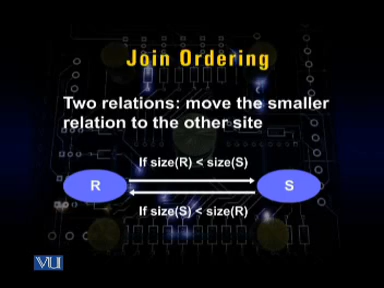 Join Ordering
Two relations: move the smaller
relation to the other site
If size(R) < size(S)
R
S
If size(S) < size(R)
VU